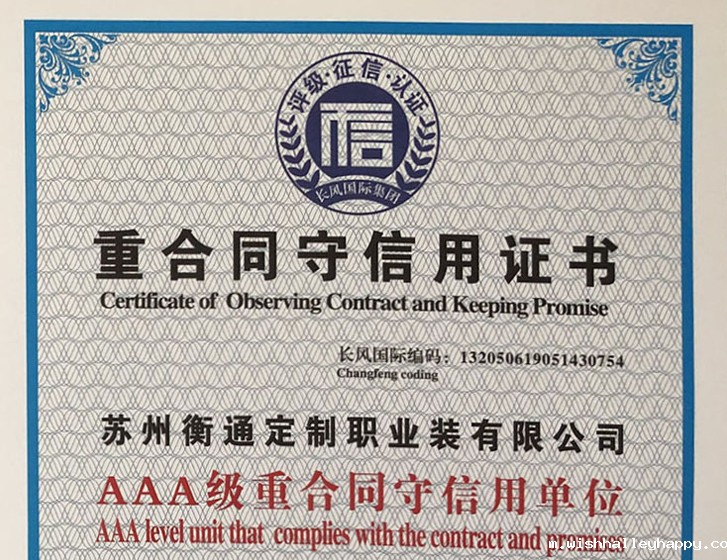 评级·征信·认证
信
长风国际集团
重合同守信用证书
Certificate of Observing Contract and Keeping Promise
长风国际编码：132050619051430754
Changfeng coding
苏州衡通定制职业装有限公司
AAA级重合同守信用单位
AAA level unit that complies with the contract and
m.wishhalleyhappy.co